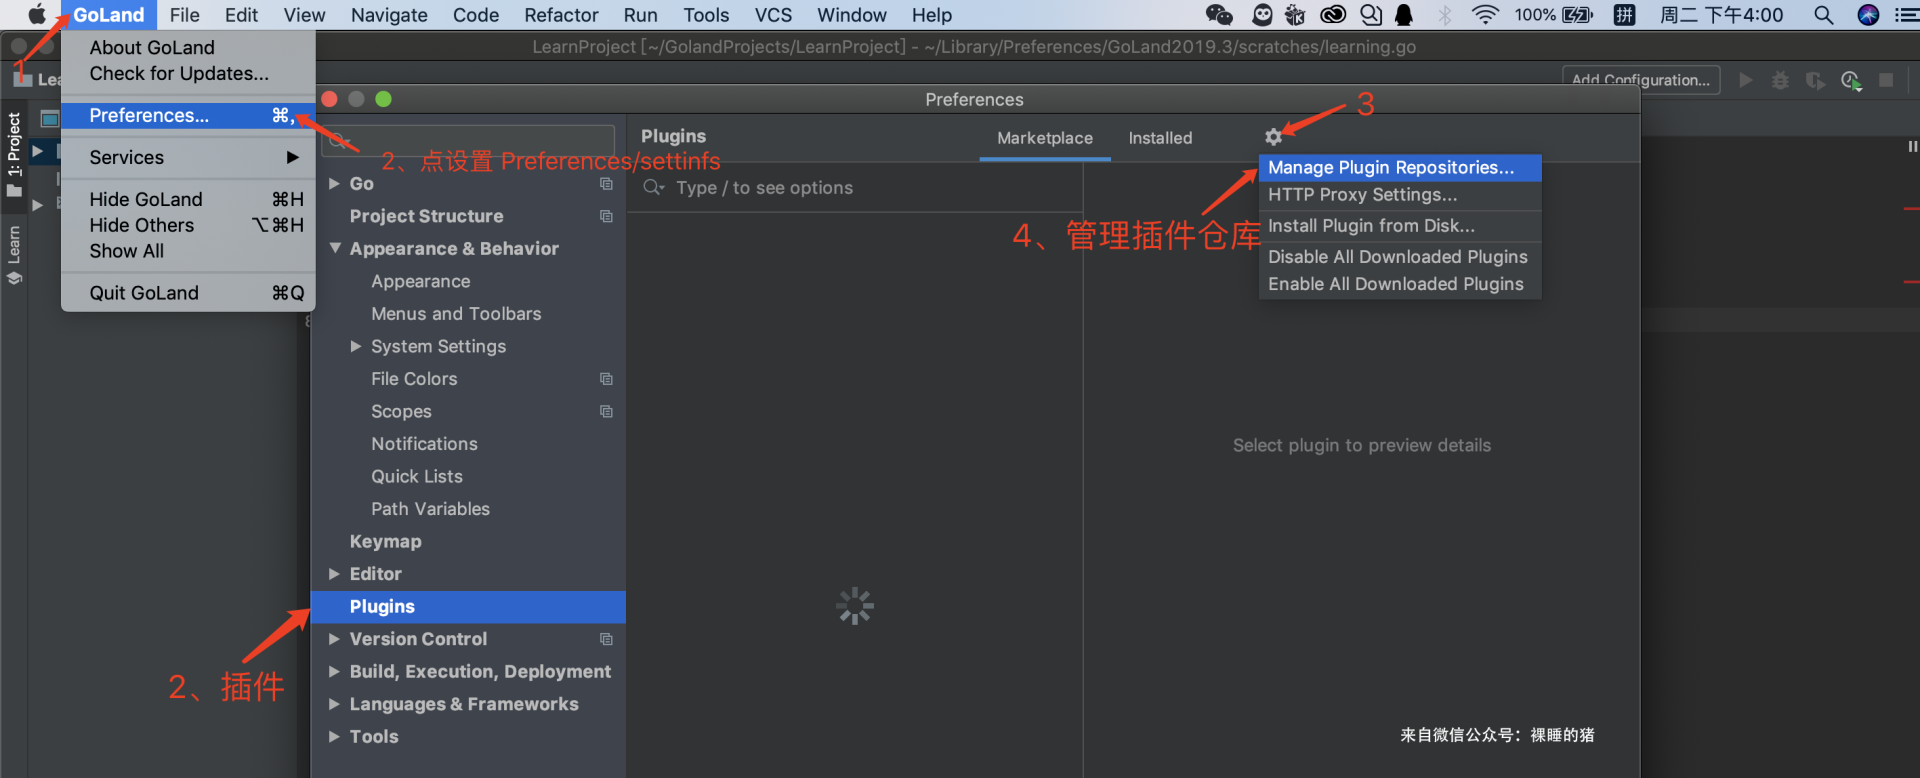 GoLand File Edit View Navigate Code Refactor Run Tools VCS Window Help 100% 拼 周二 下午4:00
LearnProject [~/GolandProjects/LearnProject] - ~/Library/Preferences/GoLand2019.3/scratches/learning.go
1
Lea
Add Configuration...
About GoLand
Check for Updates...
Preferences... ⌘,
Services
Hide GoLand ⌘H
Hide Others ⌥⌘H
Show All
Quit GoLand ⌘Q
1: Project
Learn
Preferences
2、点设置 Preferences/settinfs
Go
Project Structure
Appearance & Behavior
Appearance
Menus and Toolbars
System Settings
File Colors
Scopes
Notifications
Quick Lists
Path Variables
Keymap
Editor
Plugins
Version Control
Build, Execution, Deployment
Languages & Frameworks
Tools
2、插件
Plugins
Marketplace Installed
3
Type / to see options
Manage Plugin Repositories...
HTTP Proxy Settings...
Install Plugin from Disk...
Disable All Downloaded Plugins
Enable All Downloaded Plugins
4、管理插件仓库
Select plugin to preview details
来自微信公众号：裸睡的猪